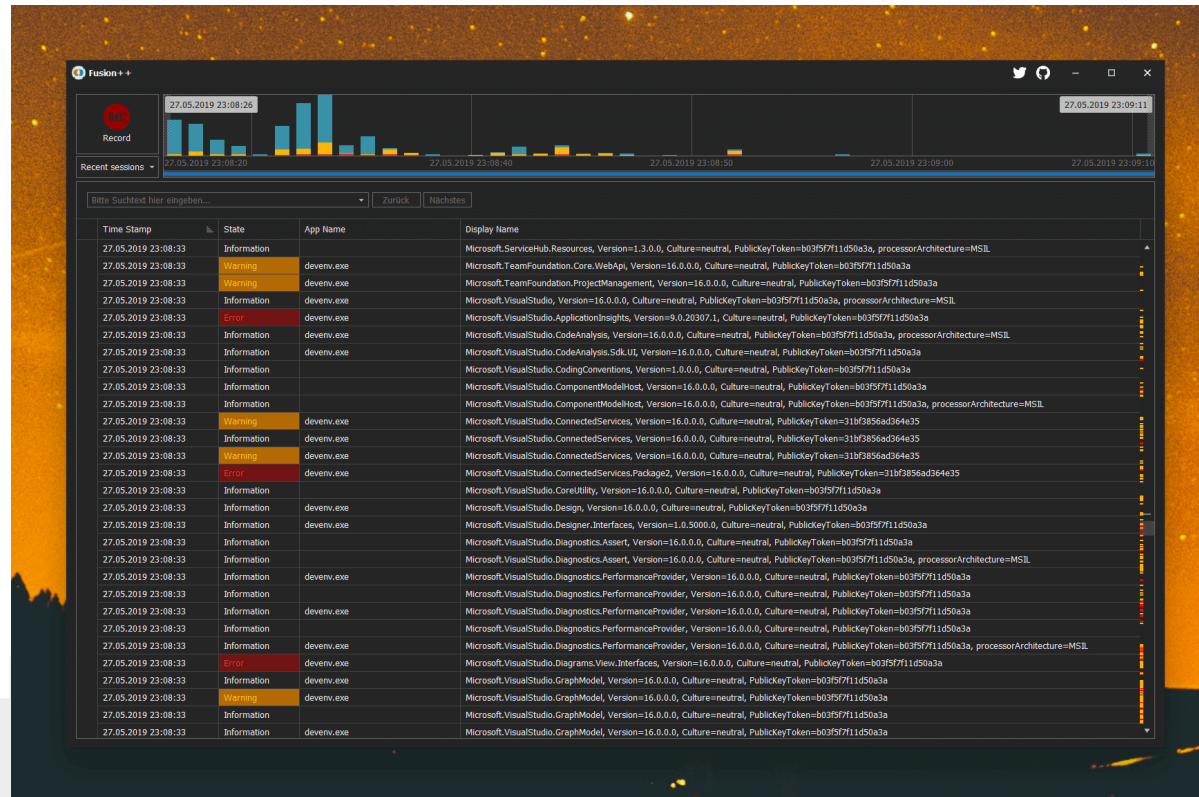 Fusion++
27.05.2019 23:08:26
27.05.2019 23:09:11
REC
Record
Recent sessions
27.05.2019 23:08:20
27.05.2019 23:08:40
27.05.2019 23:08:50
27.05.2019 23:09:00
27.05.2019 23:09:10
Bitte Suchtext hier eingeben... Zurück Nächstes
Time Stamp State App Name Display Name
27.05.2019 23:08:33 Information Microsoft.ServiceHub.Resources, Version=1.3.0.0, Culture=neutral, PublicKeyToken=b03f5f7f11d50a3a, processorArchitecture=MSIL
27.05.2019 23:08:33 Warning devenv.exe Microsoft.TeamFoundation.Core.WebApi, Version=16.0.0.0, Culture=neutral, PublicKeyToken=b03f5f7f11d50a3a
27.05.2019 23:08:33 Warning devenv.exe Microsoft.TeamFoundation.ProjectManagement, Version=16.0.0.0, Culture=neutral, PublicKeyToken=b03f5f7f11d50a3a
27.05.2019 23:08:33 Information devenv.exe Microsoft.VisualStudio, Version=16.0.0.0, Culture=neutral, PublicKeyToken=b03f5f7f11d50a3a, processorArchitecture=MSIL
27.05.2019 23:08:33 Error devenv.exe Microsoft.VisualStudio.ApplicationInsights, Version=9.0.20307.1, Culture=neutral, PublicKeyToken=b03f5f7f11d50a3a
27.05.2019 23:08:33 Information devenv.exe Microsoft.VisualStudio.CodeAnalysis, Version=16.0.0.0, Culture=neutral, PublicKeyToken=b03f5f7f11d50a3a, processorArchitecture=MSIL
27.05.2019 23:08:33 Information devenv.exe Microsoft.VisualStudio.CodeAnalysis.Sdk.UI, Version=16.0.0.0, Culture=neutral, PublicKeyToken=b03f5f7f11d50a3a
27.05.2019 23:08:33 Information Microsoft.VisualStudio.CodingConventions, Version=1.0.0.0, Culture=neutral, PublicKeyToken=b03f5f7f11d50a3a
27.05.2019 23:08:33 Information Microsoft.VisualStudio.ComponentModelHost, Version=16.0.0.0, Culture=neutral, PublicKeyToken=b03f5f7f11d50a3a
27.05.2019 23:08:33 Information Microsoft.VisualStudio.ComponentModelHost, Version=16.0.0.0, Culture=neutral, PublicKeyToken=b03f5f7f11d50a3a, processorArchitecture=MSIL
27.05.2019 23:08:33 Warning devenv.exe Microsoft.VisualStudio.ConnectedServices, Version=16.0.0.0, Culture=neutral, PublicKeyToken=31bf3856ad364e35
27.05.2019 23:08:33 Information devenv.exe Microsoft.VisualStudio.ConnectedServices, Version=16.0.0.0, Culture=neutral, PublicKeyToken=31bf3856ad364e35
27.05.2019 23:08:33 Warning devenv.exe Microsoft.VisualStudio.ConnectedServices, Version=16.0.0.0, Culture=neutral, PublicKeyToken=31bf3856ad364e35
27.05.2019 23:08:33 Error devenv.exe Microsoft.VisualStudio.ConnectedServices.Package2, Version=16.0.0.0, Culture=neutral, PublicKeyToken=31bf3856ad364e35
27.05.2019 23:08:33 Information Microsoft.VisualStudio.CoreUtility, Version=16.0.0.0, Culture=neutral, PublicKeyToken=b03f5f7f11d50a3a
27.05.2019 23:08:33 Information devenv.exe Microsoft.VisualStudio.Design, Version=16.0.0.0, Culture=neutral, PublicKeyToken=b03f5f7f11d50a3a
27.05.2019 23:08:33 Information devenv.exe Microsoft.VisualStudio.Designer.Interfaces, Version=1.0.5000.0, Culture=neutral, PublicKeyToken=b03f5f7f11d50a3a
27.05.2019 23:08:33 Information Microsoft.VisualStudio.Diagnostics.Assert, Version=16.0.0.0, Culture=neutral, PublicKeyToken=b03f5f7f11d50a3a
27.05.2019 23:08:33 Information Microsoft.VisualStudio.Diagnostics.Assert, Version=16.0.0.0, Culture=neutral, PublicKeyToken=b03f5f7f11d50a3a, processorArchitecture=MSIL
27.05.2019 23:08:33 Information devenv.exe Microsoft.VisualStudio.Diagnostics.PerformanceProvider, Version=16.0.0.0, Culture=neutral, PublicKeyToken=b03f5f7f11d50a3a
27.05.2019 23:08:33 Information Microsoft.VisualStudio.Diagnostics.PerformanceProvider, Version=16.0.0.0, Culture=neutral, PublicKeyToken=b03f5f7f11d50a3a
27.05.2019 23:08:33 Information devenv.exe Microsoft.VisualStudio.Diagnostics.PerformanceProvider, Version=16.0.0.0, Culture=neutral, PublicKeyToken=b03f5f7f11d50a3a
27.05.2019 23:08:33 Information Microsoft.VisualStudio.Diagnostics.PerformanceProvider, Version=16.0.0.0, Culture=neutral, PublicKeyToken=b03f5f7f11d50a3a
27.05.2019 23:08:33 Information devenv.exe Microsoft.VisualStudio.Diagnostics.PerformanceProvider, Version=16.0.0.0, Culture=neutral, PublicKeyToken=b03f5f7f11d50a3a, processorArchitecture=MSIL
27.05.2019 23:08:33 Error devenv.exe Microsoft.VisualStudio.Diagrams.View.Interfaces, Version=16.0.0.0, Culture=neutral, PublicKeyToken=b03f5f7f11d50a3a
27.05.2019 23:08:33 Information devenv.exe Microsoft.VisualStudio.GraphModel, Version=16.0.0.0, Culture=neutral, PublicKeyToken=b03f5f7f11d50a3a
27.05.2019 23:08:33 Warning devenv.exe Microsoft.VisualStudio.GraphModel, Version=16.0.0.0, Culture=neutral, PublicKeyToken=b03f5f7f11d50a3a
27.05.2019 23:08:33 Information Microsoft.VisualStudio.GraphModel, Version=16.0.0.0, Culture=neutral, PublicKeyToken=b03f5f7f11d50a3a
27.05.2019 23:08:33 Information devenv.exe Microsoft.VisualStudio.GraphModel, Version=16.0.0.0, Culture=neutral, PublicKeyToken=b03f5f7f11d50a3a